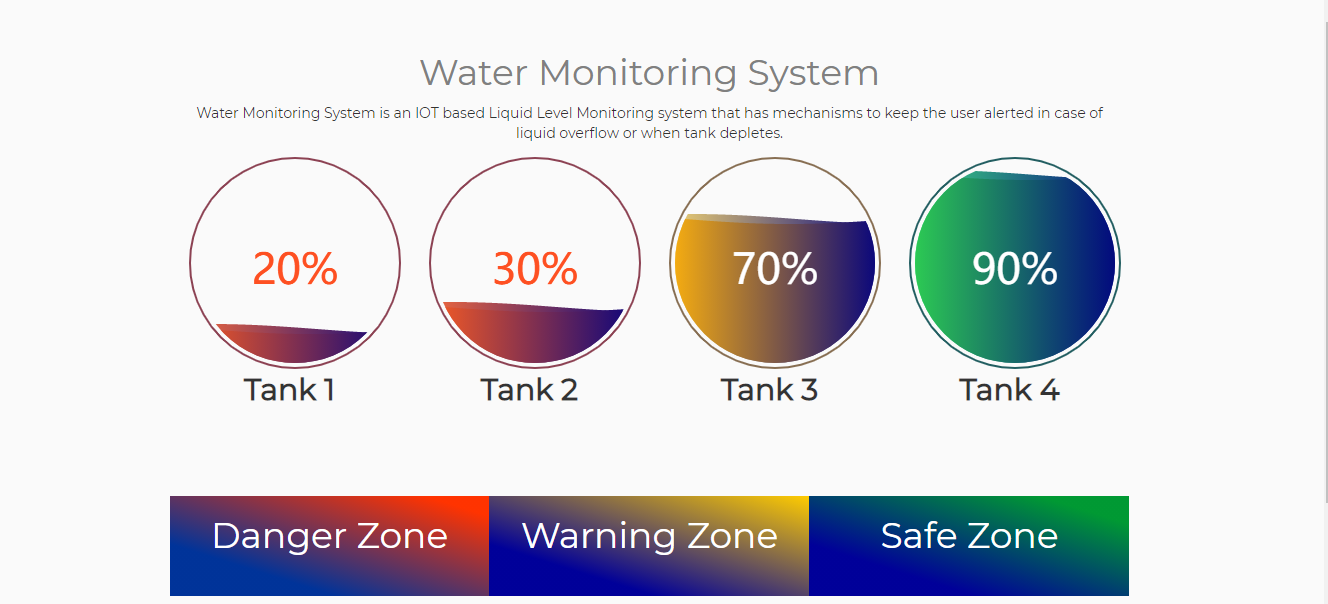 Water Monitoring System
Water Monitoring System is an IOT based Liquid Level Monitoring system that has mechanisms to keep the user alerted in case of
liquid overflow or when tank depletes.
20%
30%
70%
90%
Tank 1
Tank 2
Tank 3
Tank 4
Danger Zone
Warning Zone
Safe Zone